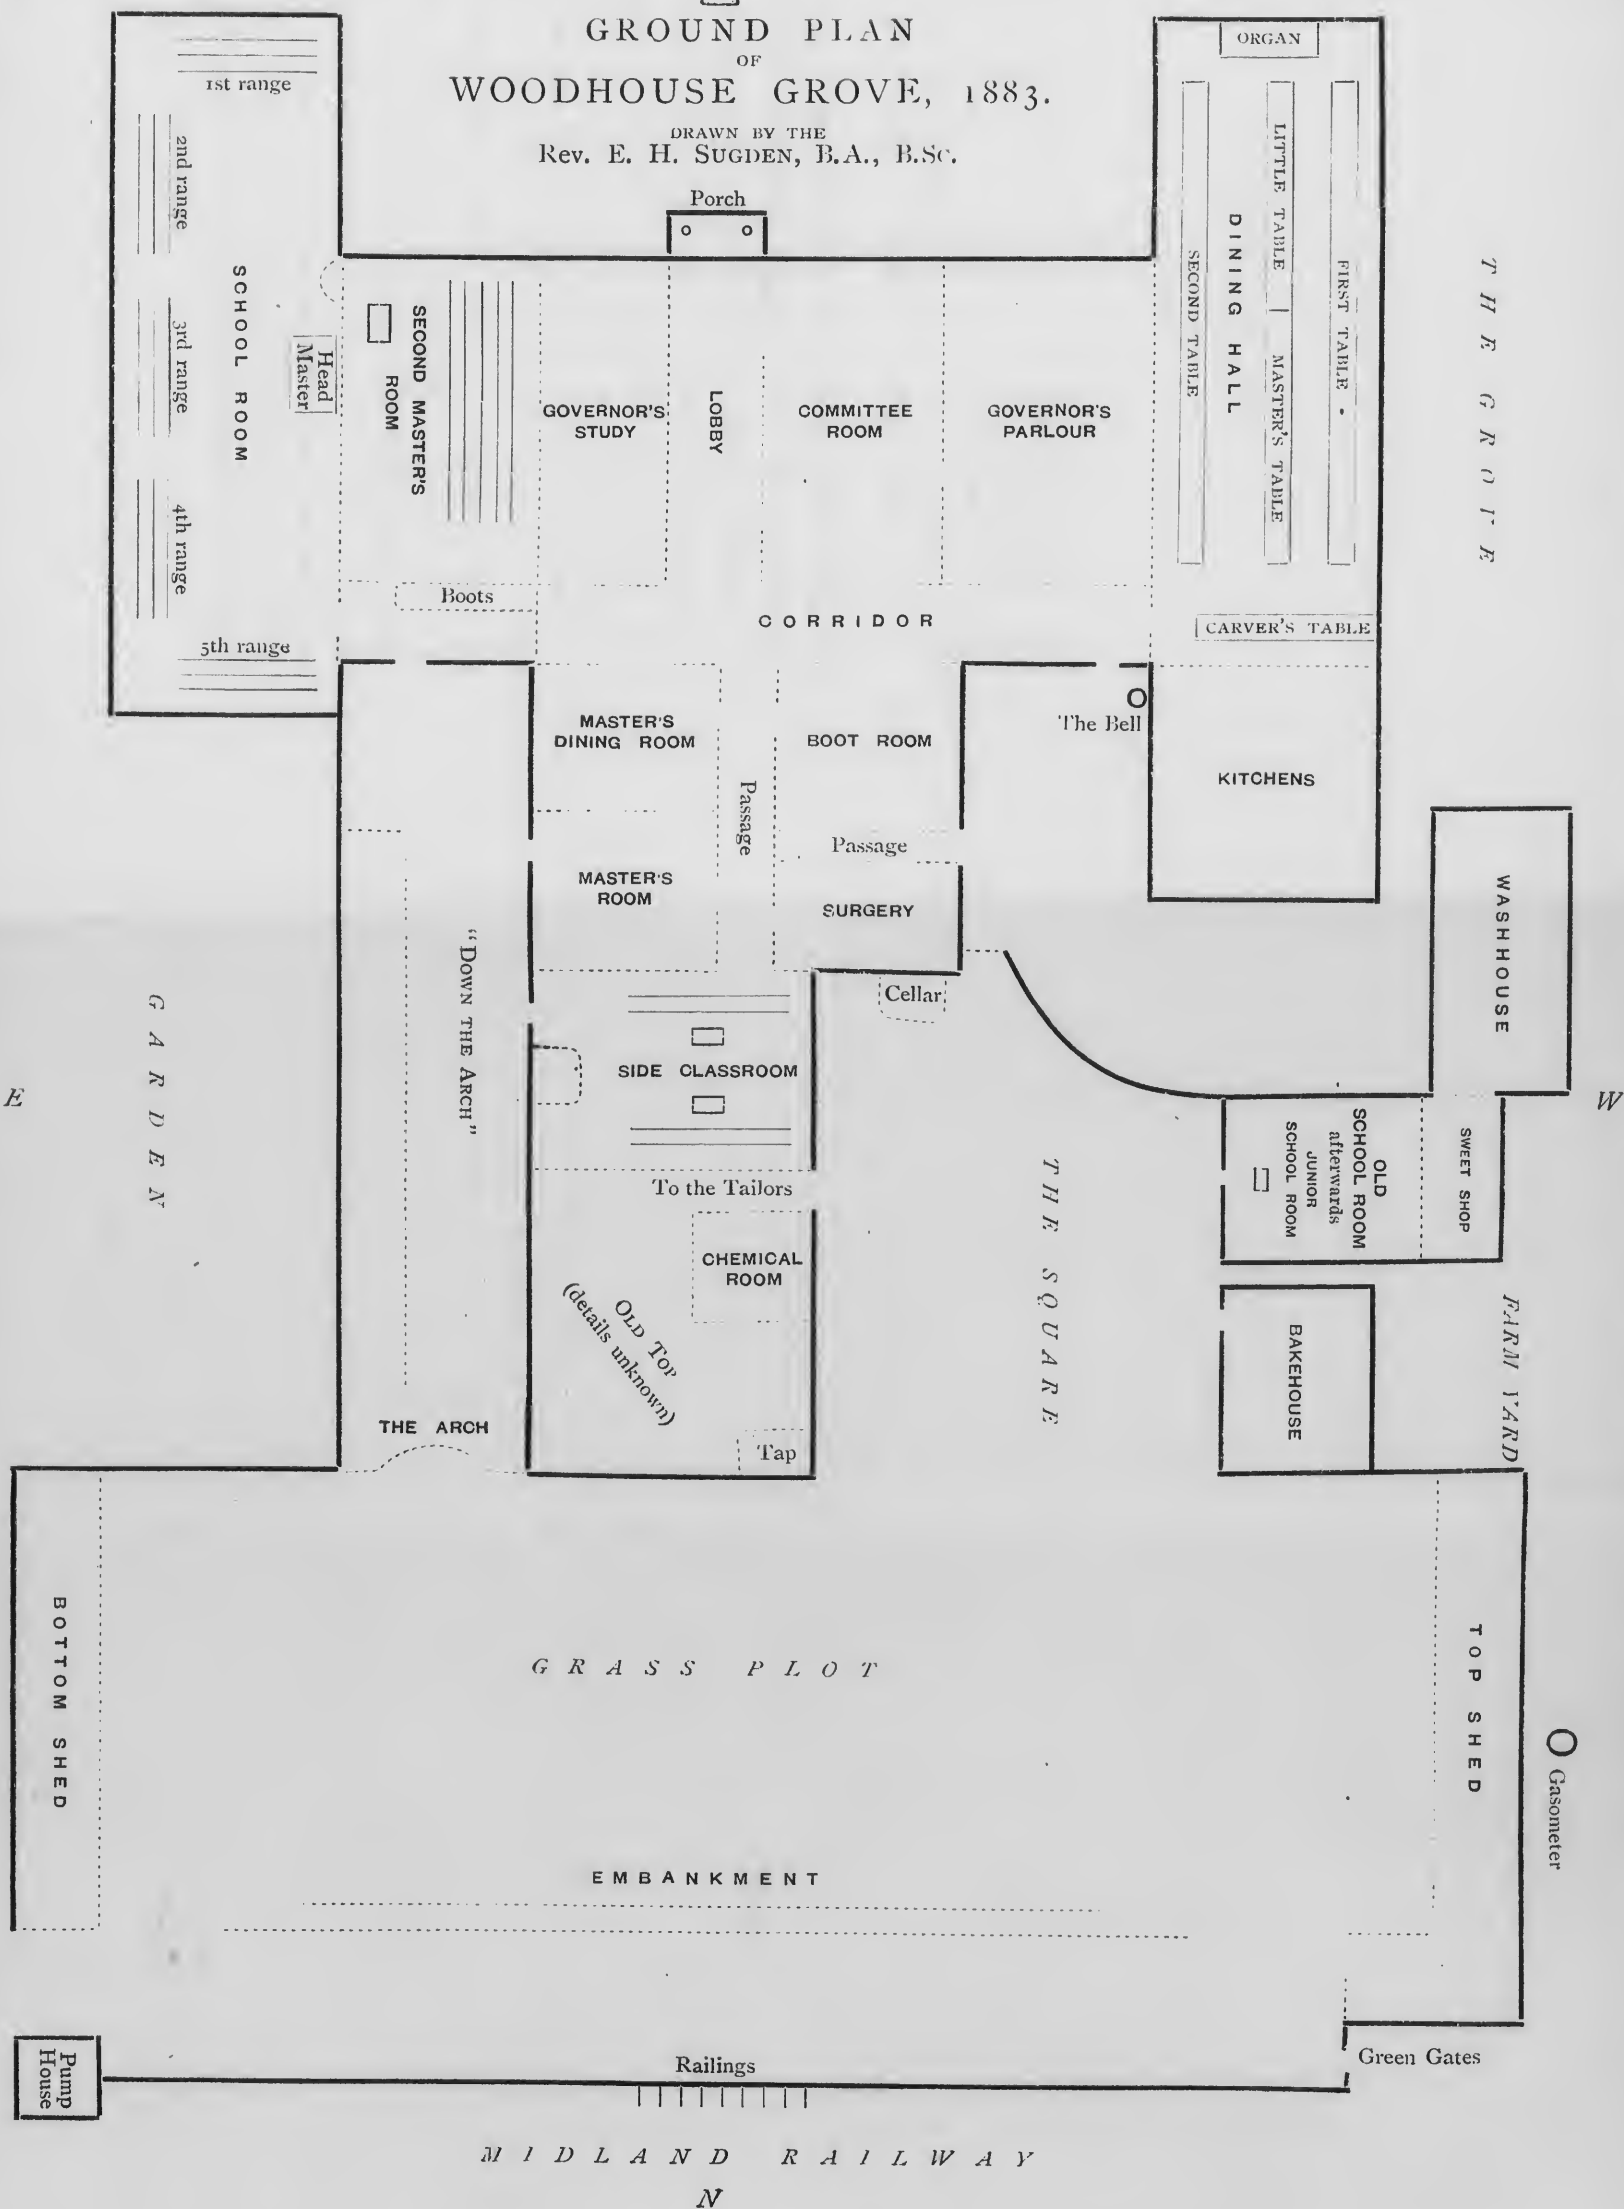 GROUND PLAN
OF
WOODHOUSE GROVE, 1883.
DRAWN BY THE
Rev. E. H. SUGDEN, B.A., B.Sc.
Porch
ORGAN
1st range
2nd range
3rd range
4th range
5th range
SCHOOL ROOM
Head
Master
SECOND MASTER'S
ROOM
GOVERNOR'S
STUDY
LOBBY
COMMITTEE
ROOM
GOVERNOR'S
PARLOUR
SECOND TABLE
DINING HALL
LITTLE TABLE
MASTER'S TABLE
FIRST TABLE
THE GROVE
Boots
CORRIDOR
CARVER'S TABLE
MASTER'S
DINING ROOM
Passage
BOOT ROOM
The Bell
KITCHENS
Passage
MASTER'S
ROOM
SURGERY
WASHHOUSE
"DOWN THE ARCH"
Cellar
GARDEN
E
SIDE CLASSROOM
W
To the Tailors
THE SQUARE
OLD
SCHOOL ROOM
afterwards
JUNIOR
SCHOOL ROOM
SWEET SHOP
CHEMICAL
ROOM
OLD TOP
(details unknown)
BAKEHOUSE
FARM YARD
THE ARCH
Tap
BOTTOM SHED
GRASS PLOT
TOP SHED
Gasometer
EMBANKMENT
Pump
House
Railings
Green Gates
MIDLAND RAILWAY
N